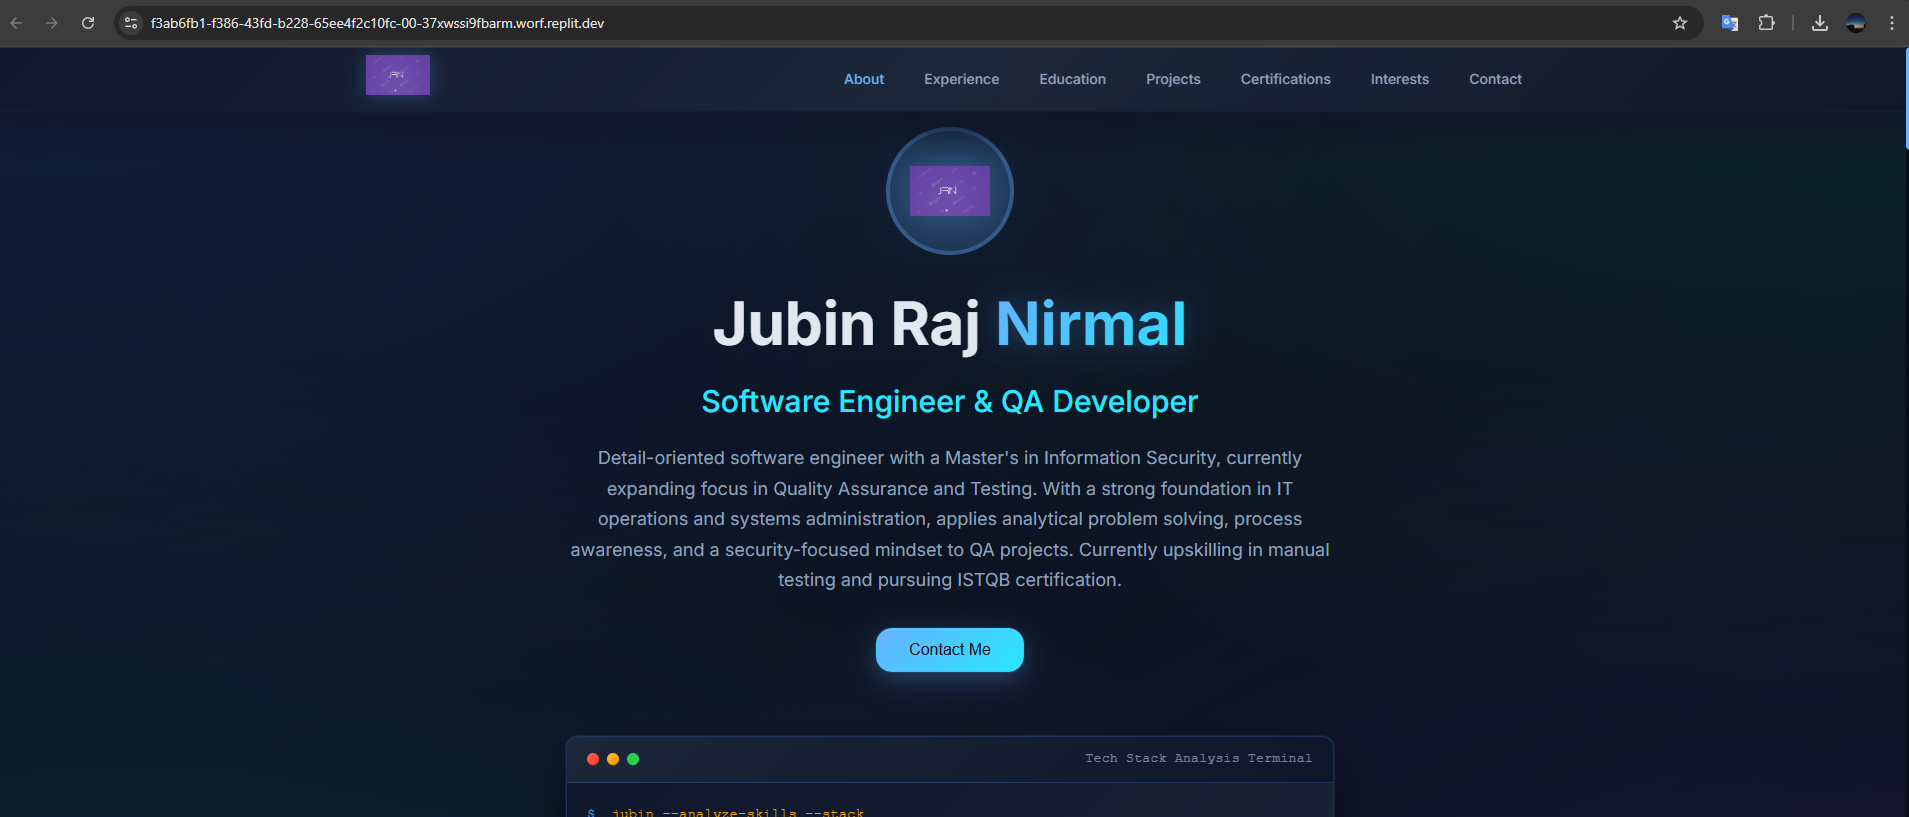 f3ab6fb1-f386-43fd-b228-65ee4f2c10fc-00-37xwssi9fbarm.worf.replit.dev
JRN
About Experience Education Projects Certifications Interests Contact
JRN
Jubin Raj Nirmal
Software Engineer & QA Developer
Detail-oriented software engineer with a Master's in Information Security, currently
expanding focus in Quality Assurance and Testing. With a strong foundation in IT
operations and systems administration, applies analytical problem solving, process
awareness, and a security-focused mindset to QA projects. Currently upskilling in manual
testing and pursuing ISTQB certification.
Contact Me
Tech Stack Analysis Terminal
$ jubin --analyze-skills --stack